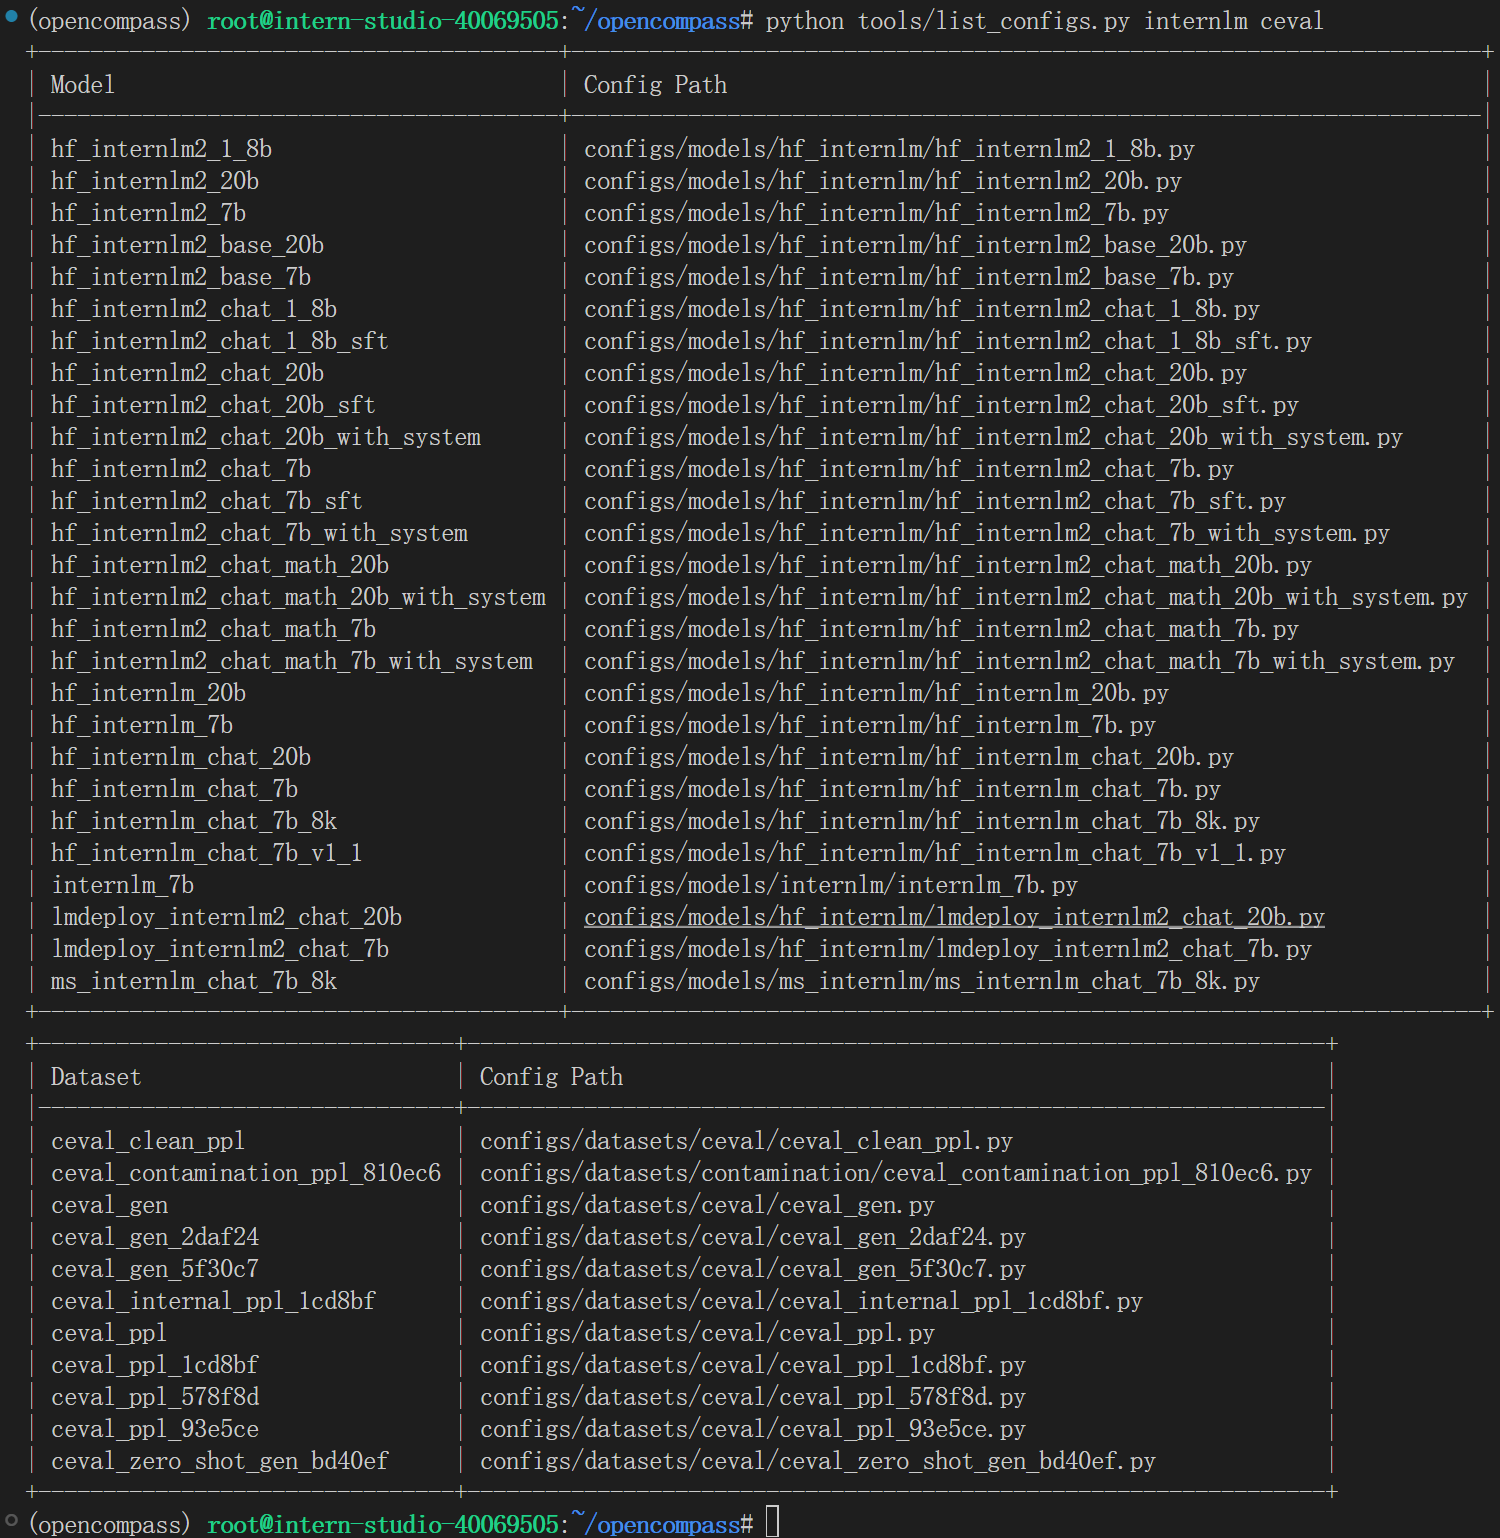 (opencompass) root@intern-studio-40069505:~/opencompass# python tools/list_configs.py internlm ceval
Model | Config Path
hf_internlm2_1_8b | configs/models/hf_internlm/hf_internlm2_1_8b.py
hf_internlm2_20b | configs/models/hf_internlm/hf_internlm2_20b.py
hf_internlm2_7b | configs/models/hf_internlm/hf_internlm2_7b.py
hf_internlm2_base_20b | configs/models/hf_internlm/hf_internlm2_base_20b.py
hf_internlm2_base_7b | configs/models/hf_internlm/hf_internlm2_base_7b.py
hf_internlm2_chat_1_8b | configs/models/hf_internlm/hf_internlm2_chat_1_8b.py
hf_internlm2_chat_1_8b_sft | configs/models/hf_internlm/hf_internlm2_chat_1_8b_sft.py
hf_internlm2_chat_20b | configs/models/hf_internlm/hf_internlm2_chat_20b.py
hf_internlm2_chat_20b_sft | configs/models/hf_internlm/hf_internlm2_chat_20b_sft.py
hf_internlm2_chat_20b_with_system | configs/models/hf_internlm/hf_internlm2_chat_20b_with_system.py
hf_internlm2_chat_7b | configs/models/hf_internlm/hf_internlm2_chat_7b.py
hf_internlm2_chat_7b_sft | configs/models/hf_internlm/hf_internlm2_chat_7b_sft.py
hf_internlm2_chat_7b_with_system | configs/models/hf_internlm/hf_internlm2_chat_7b_with_system.py
hf_internlm2_chat_math_20b | configs/models/hf_internlm/hf_internlm2_chat_math_20b.py
hf_internlm2_chat_math_20b_with_system | configs/models/hf_internlm/hf_internlm2_chat_math_20b_with_system.py
hf_internlm2_chat_math_7b | configs/models/hf_internlm/hf_internlm2_chat_math_7b.py
hf_internlm2_chat_math_7b_with_system | configs/models/hf_internlm/hf_internlm2_chat_math_7b_with_system.py
hf_internlm_20b | configs/models/hf_internlm/hf_internlm_20b.py
hf_internlm_7b | configs/models/hf_internlm/hf_internlm_7b.py
hf_internlm_chat_20b | configs/models/hf_internlm/hf_internlm_chat_20b.py
hf_internlm_chat_7b | configs/models/hf_internlm/hf_internlm_chat_7b.py
hf_internlm_chat_7b_8k | configs/models/hf_internlm/hf_internlm_chat_7b_8k.py
hf_internlm_chat_7b_v1_1 | configs/models/hf_internlm/hf_internlm_chat_7b_v1_1.py
internlm_7b | configs/models/internlm/internlm_7b.py
lmdeploy_internlm2_chat_20b | configs/models/hf_internlm/lmdeploy_internlm2_chat_20b.py
lmdeploy_internlm2_chat_7b | configs/models/hf_internlm/lmdeploy_internlm2_chat_7b.py
ms_internlm_chat_7b_8k | configs/models/ms_internlm/ms_internlm_chat_7b_8k.py
Dataset | Config Path
ceval_clean_ppl | configs/datasets/ceval/ceval_clean_ppl.py
ceval_contamination_ppl_810ec6 | configs/datasets/contamination/ceval_contamination_ppl_810ec6.py
ceval_gen | configs/datasets/ceval/ceval_gen.py
ceval_gen_2daf24 | configs/datasets/ceval/ceval_gen_2daf24.py
ceval_gen_5f30c7 | configs/datasets/ceval/ceval_gen_5f30c7.py
ceval_internal_ppl_1cd8bf | configs/datasets/ceval/ceval_internal_ppl_1cd8bf.py
ceval_ppl | configs/datasets/ceval/ceval_ppl.py
ceval_ppl_1cd8bf | configs/datasets/ceval/ceval_ppl_1cd8bf.py
ceval_ppl_578f8d | configs/datasets/ceval/ceval_ppl_578f8d.py
ceval_ppl_93e5ce | configs/datasets/ceval/ceval_ppl_93e5ce.py
ceval_zero_shot_gen_bd40ef | configs/datasets/ceval/ceval_zero_shot_gen_bd40ef.py
(opencompass) root@intern-studio-40069505:~/opencompass#